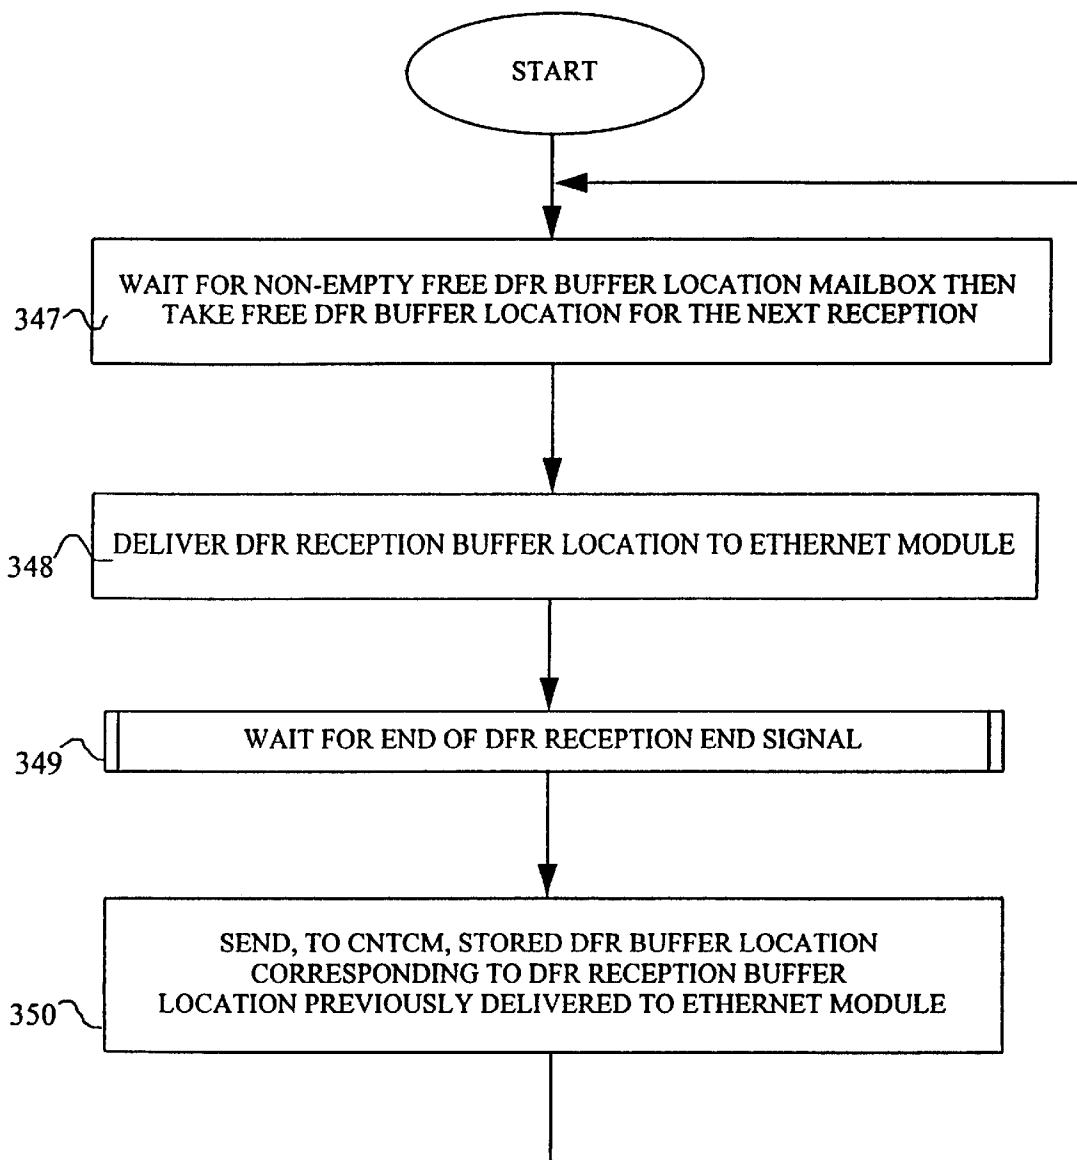 START
WAIT FOR NON-EMPTY FREE DFR BUFFER LOCATION MAILBOX THEN
TAKE FREE DFR BUFFER LOCATION FOR THE NEXT RECEPTION
347
DELIVER DFR RECEPTION BUFFER LOCATION TO ETHERNET MODULE
348
WAIT FOR END OF DFR RECEPTION END SIGNAL
349
SEND, TO CNTCM, STORED DFR BUFFER LOCATION
CORRESPONDING TO DFR RECEPTION BUFFER
LOCATION PREVIOUSLY DELIVERED TO ETHERNET MODULE
350